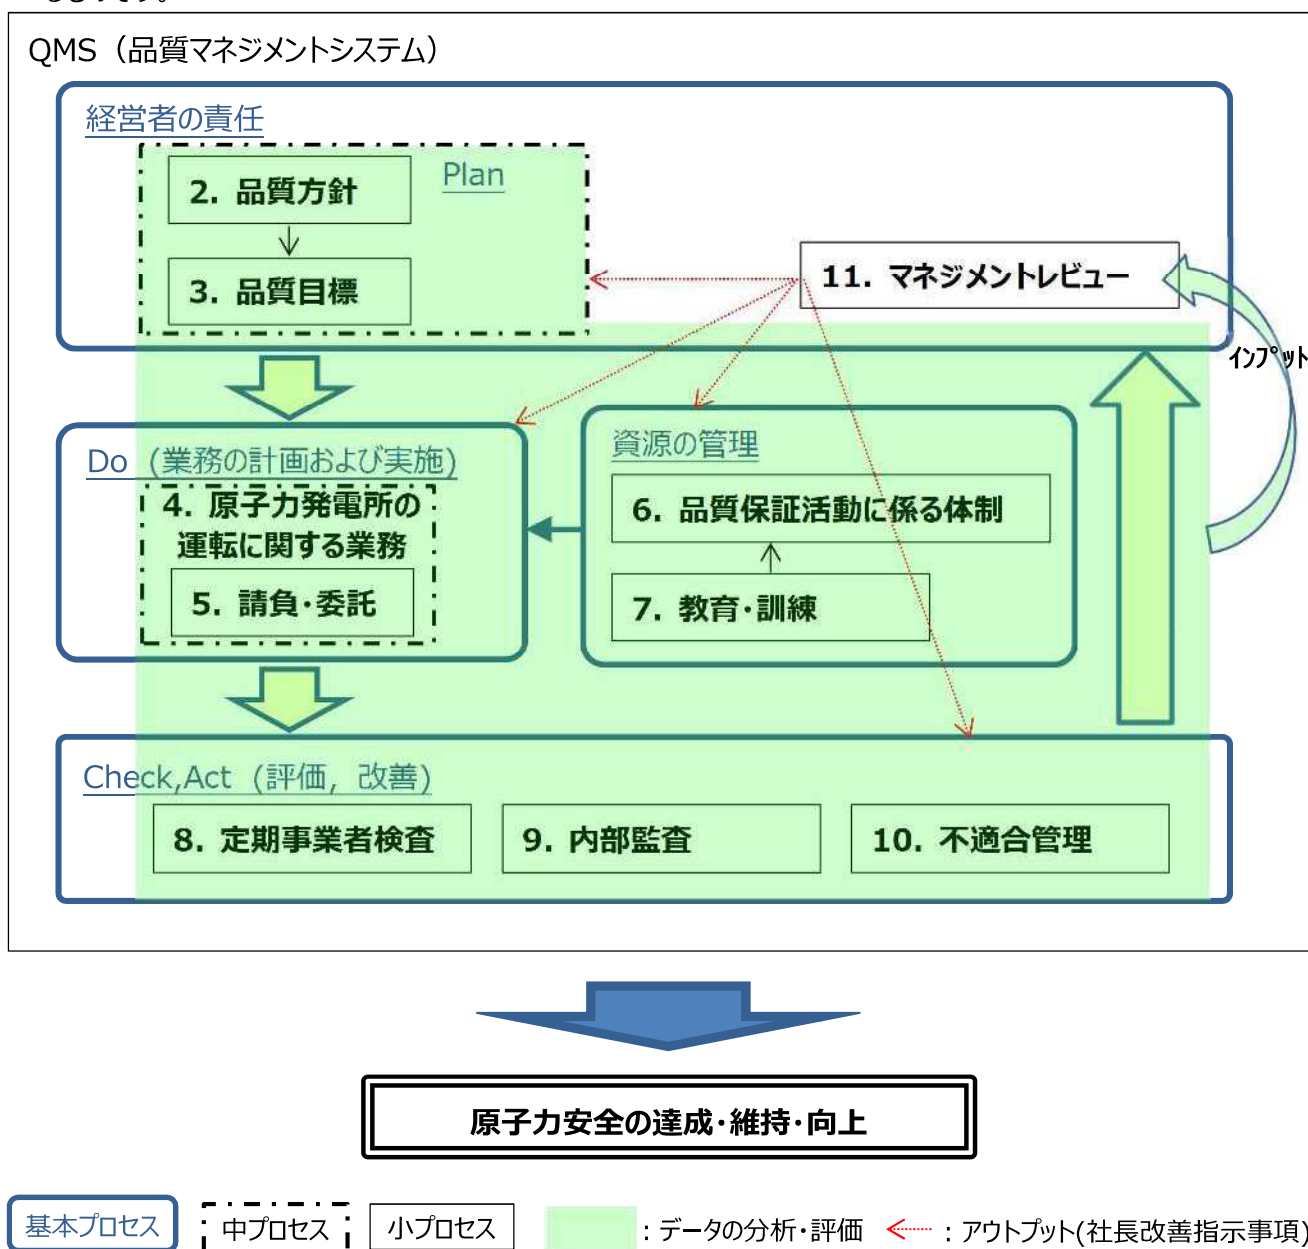 QMS（品質マネジメントシステム）
経営者の責任
Plan
2. 品質方針
3. 品質目標
11. マネジメントレビュー
インプット
Do（業務の計画および実施）
4. 原子力発電所の
運転に関する業務
5. 請負・委託
資源の管理
6. 品質保証活動に係る体制
7. 教育・訓練
Check,Act（評価，改善）
8. 定期事業者検査
9. 内部監査
10. 不適合管理
原子力安全の達成・維持・向上
基本プロセス
中プロセス
小プロセス
：データの分析・評価
：アウトプット(社長改善指示事項)